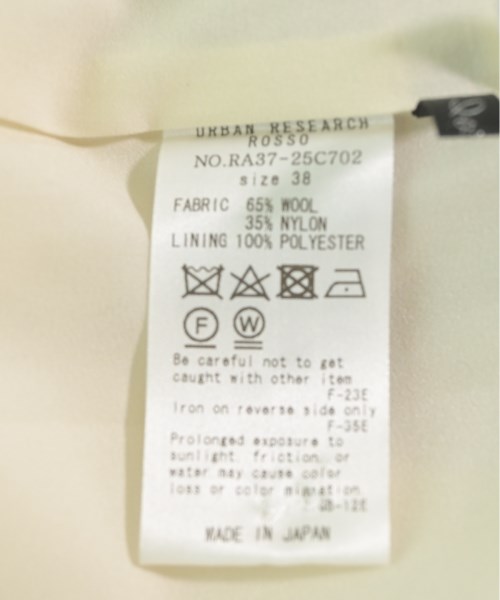 URBAN RESEARCH
ROSSO
NO.RA37-25C702
size 38
FABRIC 65% WOOL
35% NYLON
LINING 100% POLYESTER
F W
Be careful not to get
caught with other item
F-23E
Iron on reverse side only
F-35E
Prolonged exposure to
sunlight, friction, or
water may cause color
loss or color migration
MADE IN JAPAN